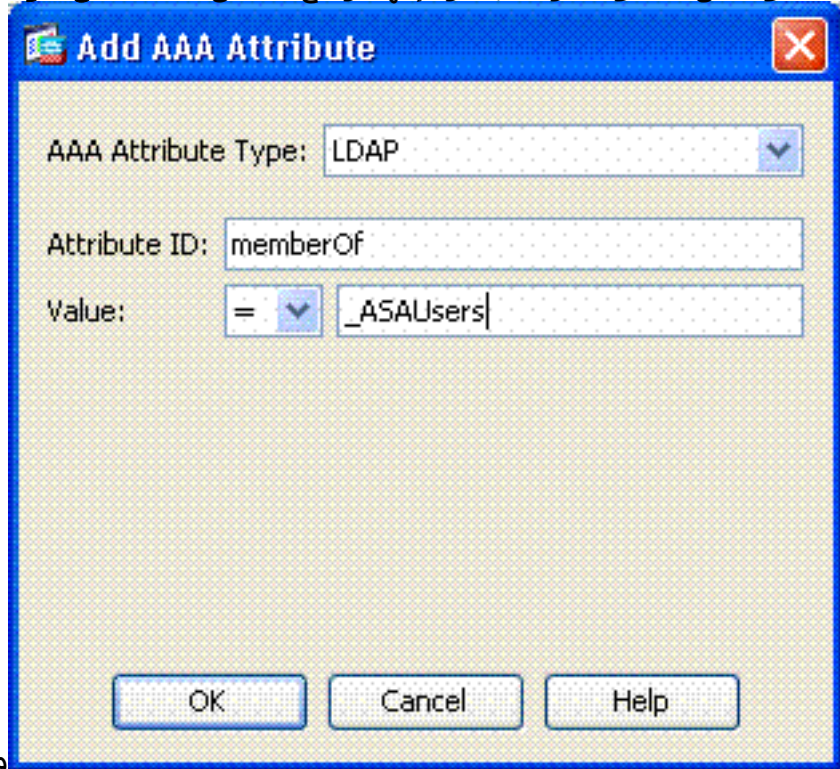 Add AAA Attribute
AAA Attribute Type: LDAP
Attribute ID: memberOf
Value: = _ASAUsers
OK Cancel Help